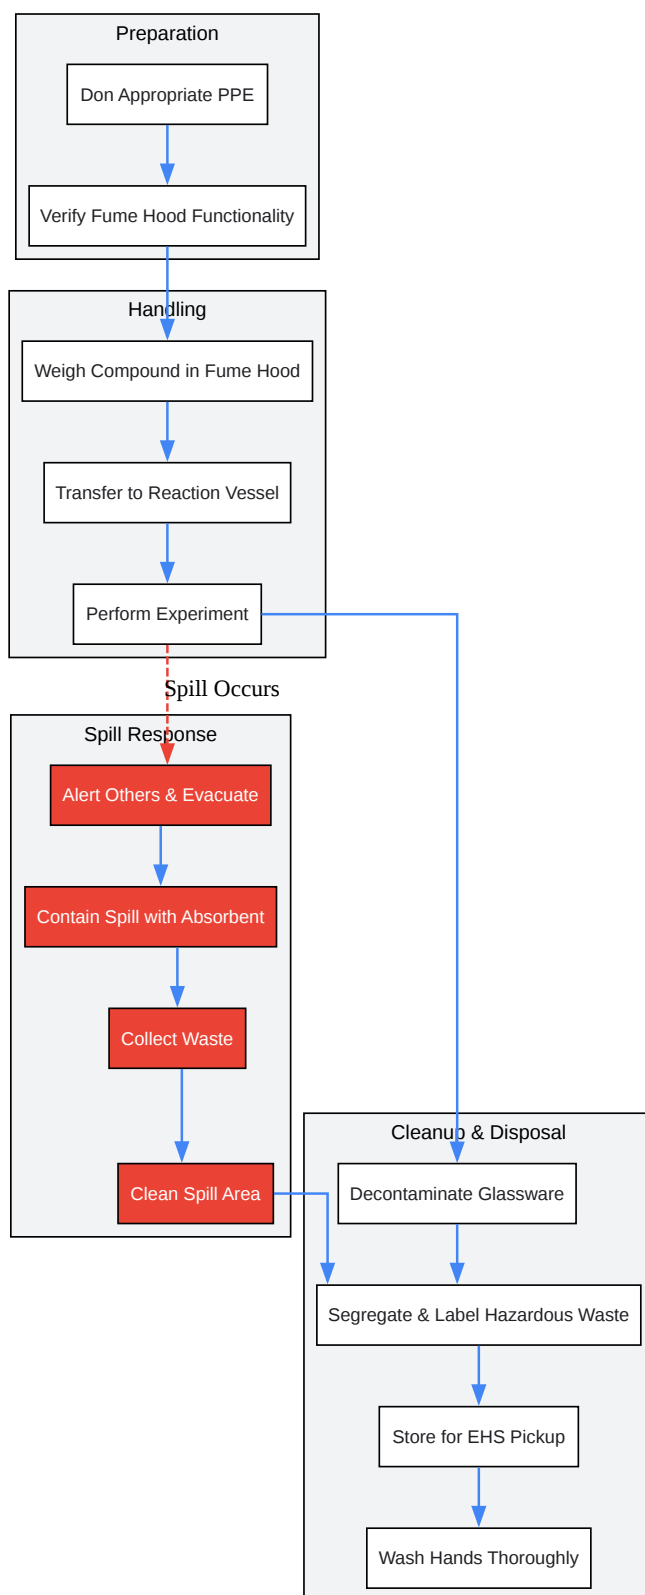 Preparation
Don Appropriate PPE
Verify Fume Hood Functionality
Handling
Weigh Compound in Fume Hood
Transfer to Reaction Vessel
Perform Experiment
Spill Occurs
Spill Response
Alert Others & Evacuate
Contain Spill with Absorbent
Collect Waste
Clean Spill Area
Cleanup & Disposal
Decontaminate Glassware
Segregate & Label Hazardous Waste
Store for EHS Pickup
Wash Hands Thoroughly